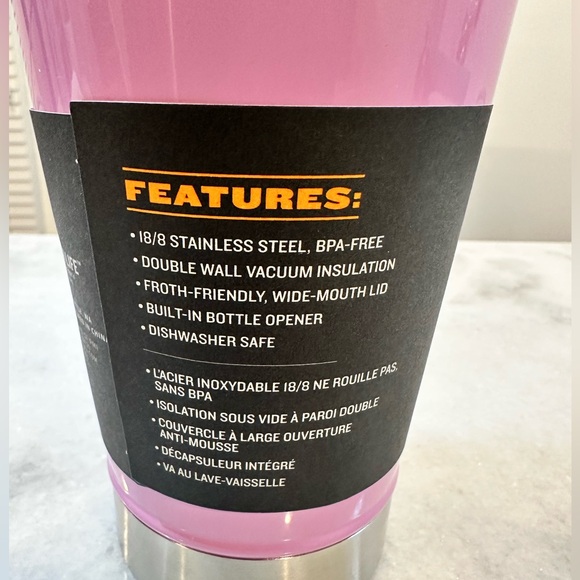 FEATURES:
• 18/8 STAINLESS STEEL, BPA-FREE
• DOUBLE WALL VACUUM INSULATION
• FROTH-FRIENDLY, WIDE-MOUTH LID
• BUILT-IN BOTTLE OPENER
• DISHWASHER SAFE
• L'ACIER INOXYDABLE 18/8 NE ROUILLE PAS.
SANS BPA
• ISOLATION SOUS VIDE À PAROI DOUBLE
• COUVERCLE À LARGE OUVERTURE
ANTI-MOUSSE
• DÉCAPSULEUR INTÉGRÉ
• VA AU LAVE-VAISSELLE
LIFE™
CHINA